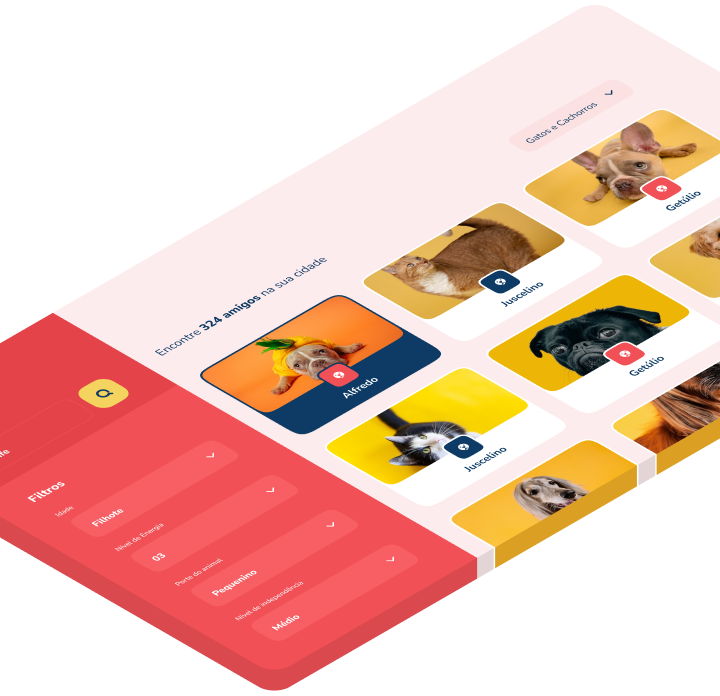 Encontre 324 amigos na sua cidade
Gatos e Cachorros
Alfredo
Juscelino
Getúlio
Juscelino
Getúlio
Filtros
Idade
Filhote
Nível de Energia
03
Porte do animal
Pequenino
Nível de independência
Médio